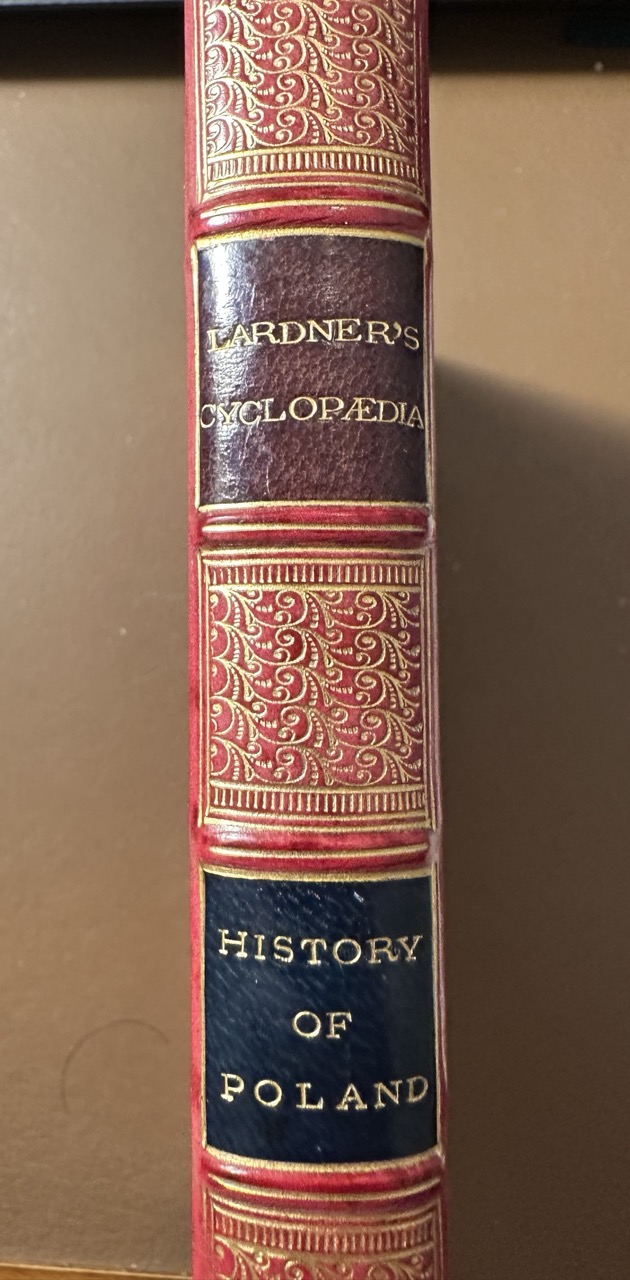 LARDNER'S
CYCLOPÆDIA
HISTORY
OF
POLAND